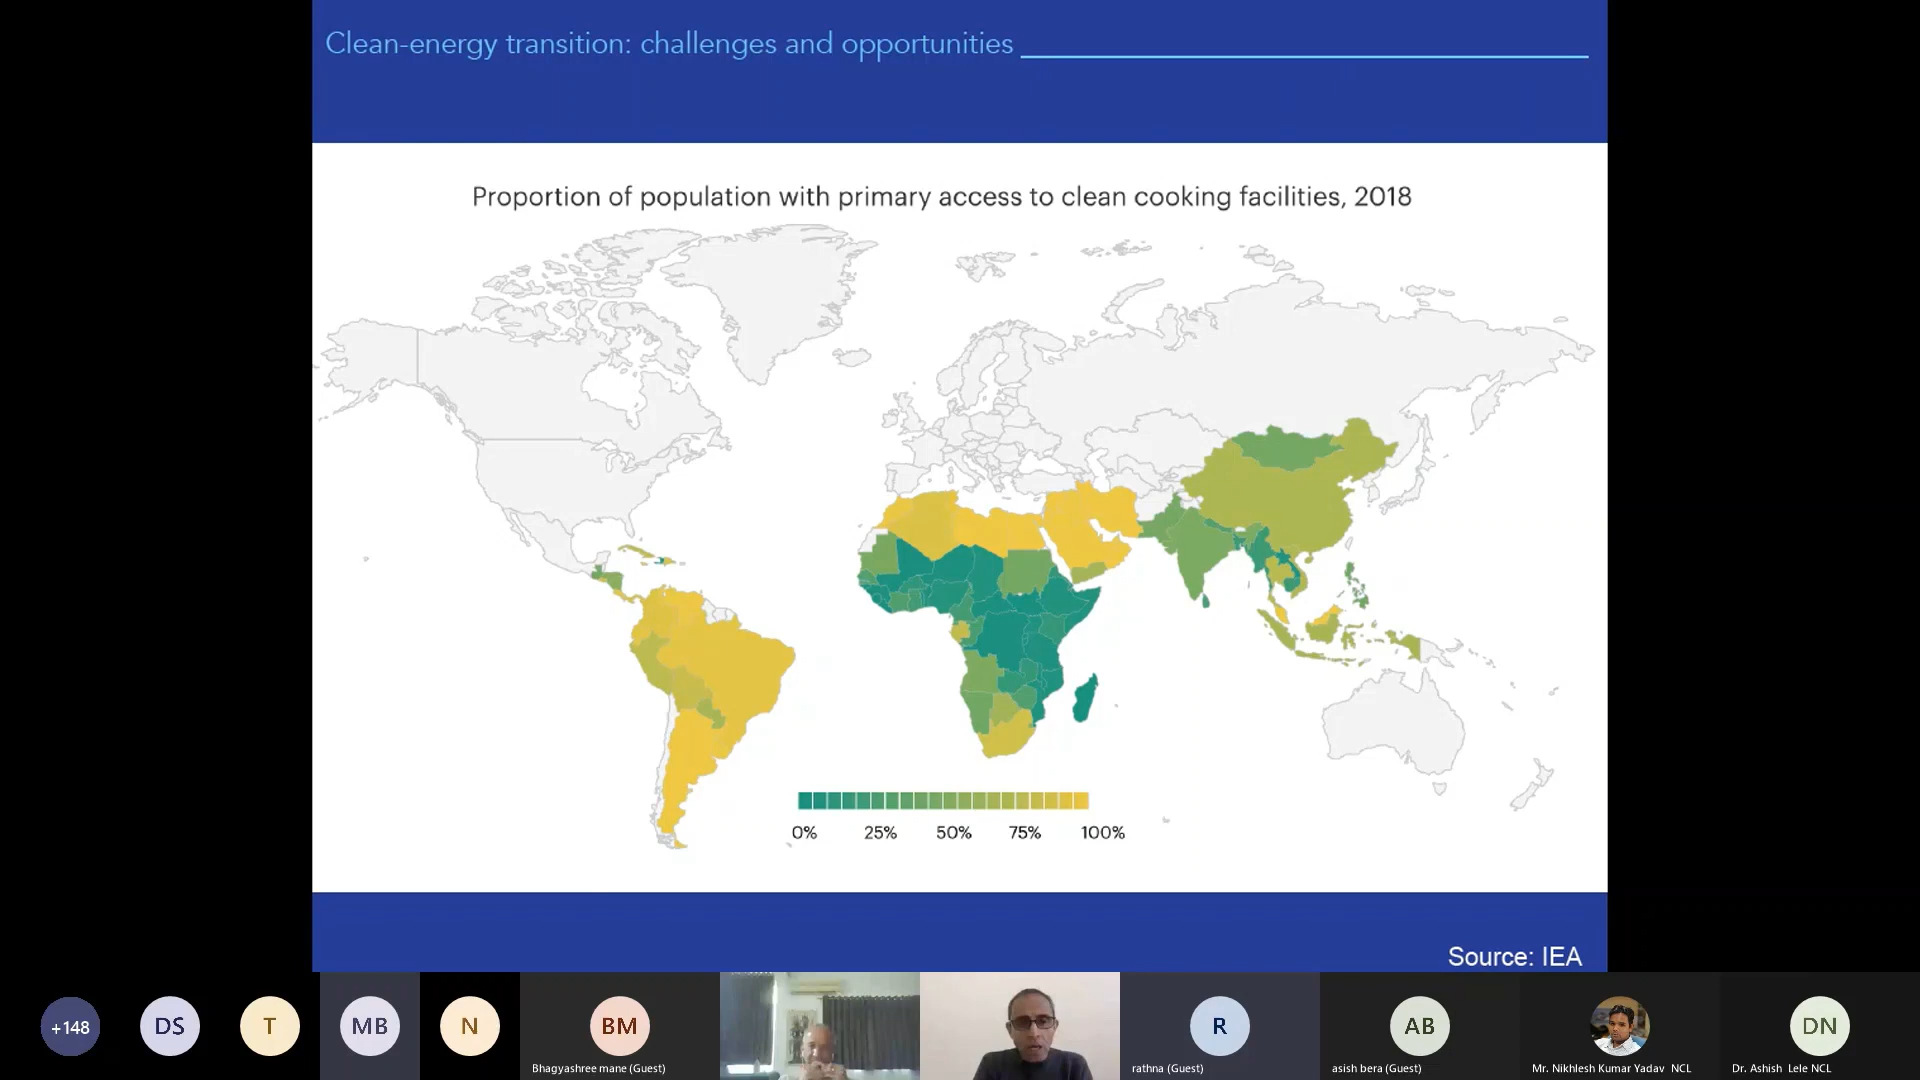 Clean-energy transition: challenges and opportunities
Proportion of population with primary access to clean cooking facilities, 2018
0% 25% 50% 75% 100%
Source: IEA
+148 DS T MB N BM R AB DN
Bhagyashree mane (Guest) rathna (Guest) asish bera (Guest) Mr. Nikhlesh Kumar Yadav NCL Dr. Ashish Lele NCL